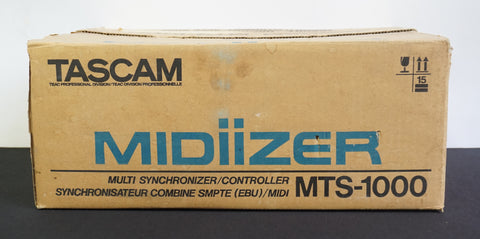 TASCAM
TEAC PROFESSIONAL DIVISION / TEAC DIVISION PROFESSIONNELLE
15
MIDiiZER
MULTI SYNCHRONIZER/CONTROLLER
SYNCHRONISATEUR COMBINE SMPTE (EBU)/MIDI
MTS-1000